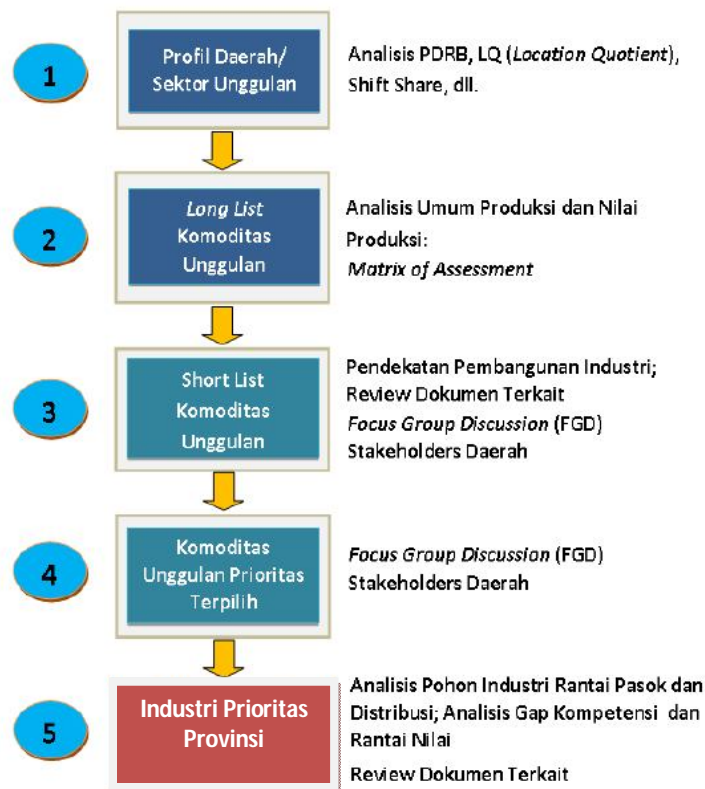 1
Profil Daerah/
Sektor Unggulan
Analisis PDRB, LQ (Location Quotient),
Shift Share, dll.
2
Long List
Komoditas
Unggulan
Analisis Umum Produksi dan Nilai
Produksi:
Matrix of Assessment
3
Short List
Komoditas
Unggulan
Pendekatan Pembangunan Industri;
Review Dokumen Terkait
Focus Group Discussion (FGD)
Stakeholders Daerah
4
Komoditas
Unggulan Prioritas
Terpilih
Focus Group Discussion (FGD)
Stakeholders Daerah
5
Industri Prioritas
Provinsi
Analisis Pohon Industri Rantai Pasok dan
Distribusi; Analisis Gap Kompetensi dan
Rantai Nilai
Review Dokumen Terkait